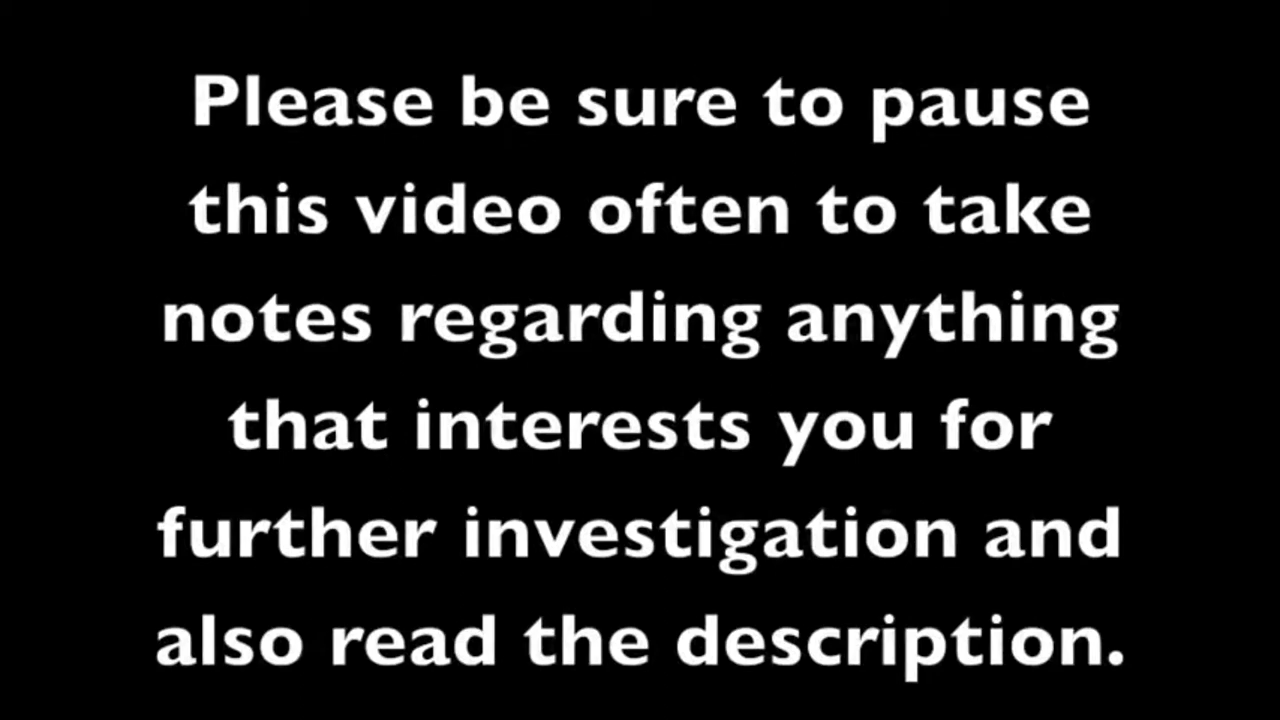 Please be sure to pause
this video often to take
notes regarding anything
that interests you for
further investigation and
also read the description.